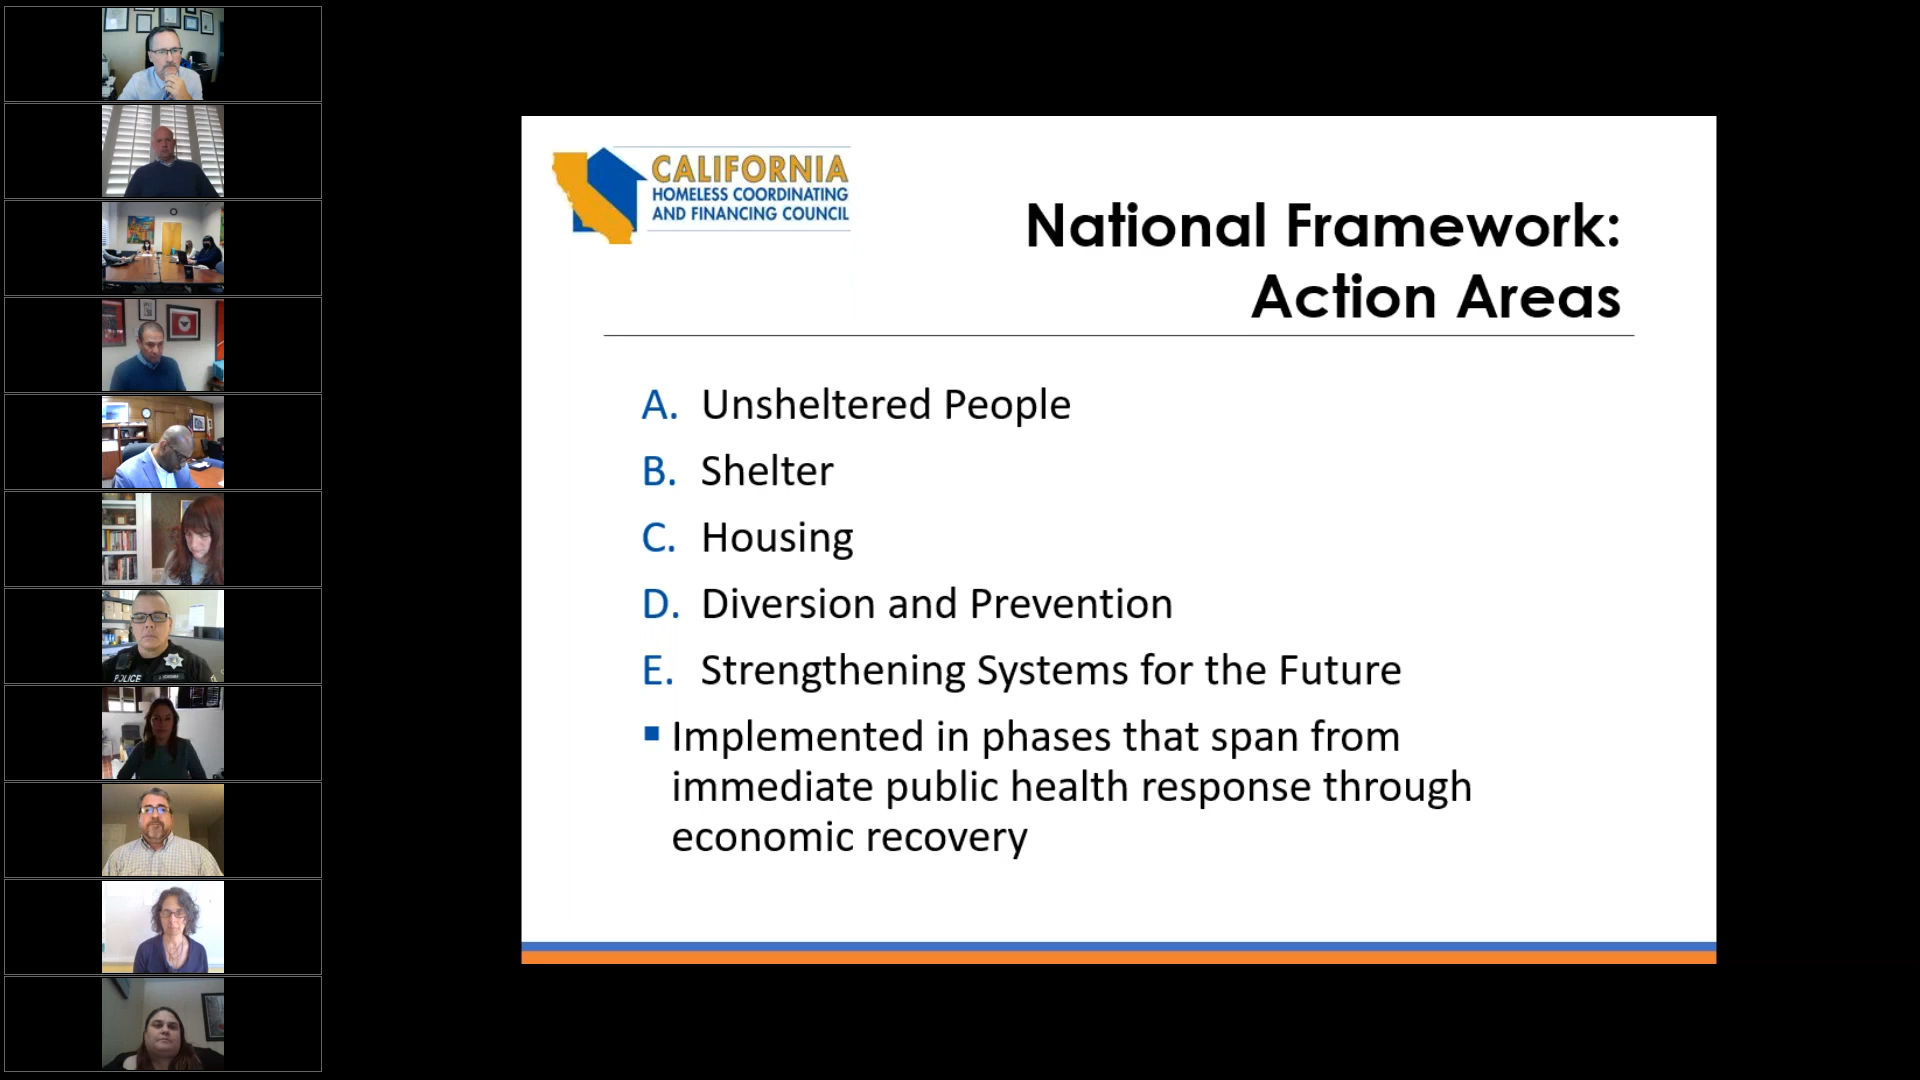 CALIFORNIA
HOMELESS COORDINATING
AND FINANCING COUNCIL
National Framework:
Action Areas
A. Unsheltered People
B. Shelter
C. Housing
D. Diversion and Prevention
E. Strengthening Systems for the Future
▪ Implemented in phases that span from
immediate public health response through
economic recovery
POLICE